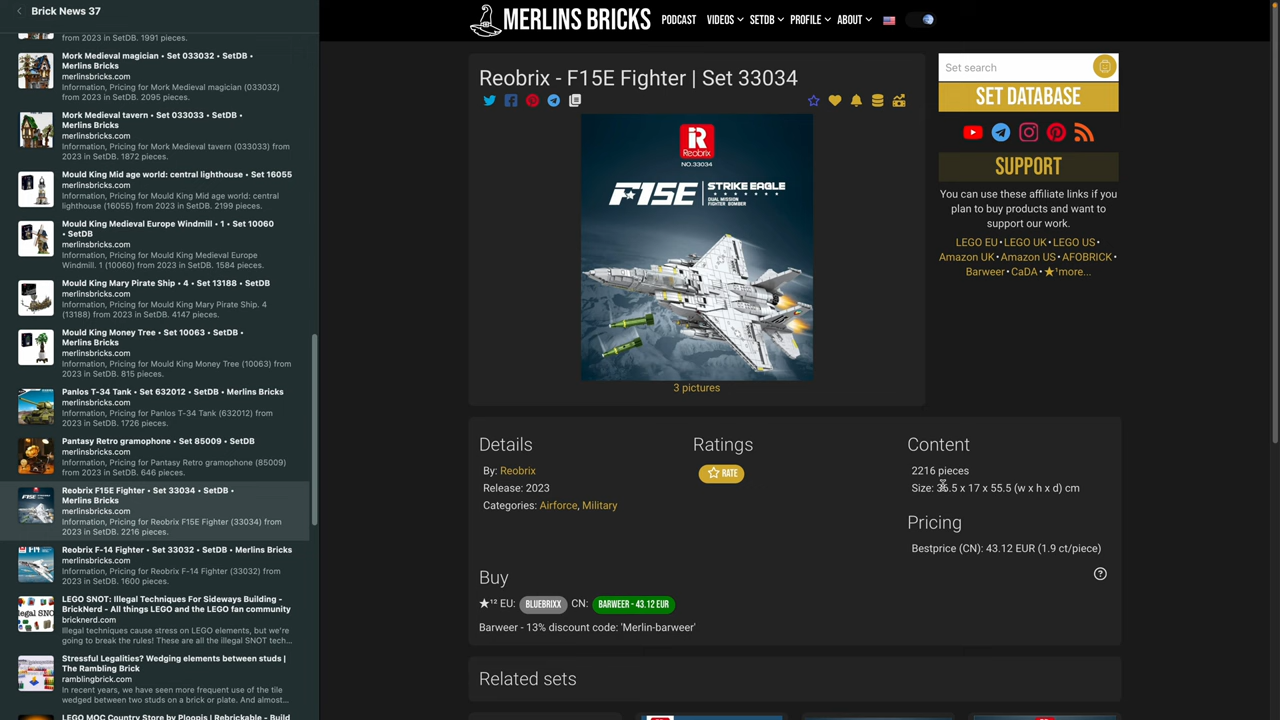 Brick News 37
from 2023 in SetDB. 1991 pieces.
Mork Medieval magician • Set 033032 • SetDB •
Merlins Bricks
merlinsbricks.com
Information, Pricing for Mork Medieval magician (033032)
from 2023 in SetDB. 2095 pieces.
Mork Medieval tavern • Set 033033 • SetDB •
Merlins Bricks
merlinsbricks.com
Information, Pricing for Mork Medieval tavern (033033) from
2023 in SetDB. 1872 pieces.
Mould King Mid age world: central lighthouse • Set 16055
merlinsbricks.com
Information, Pricing for Mould King Mid age world: central
lighthouse (16055) from 2023 in SetDB. 2199 pieces.
Mould King Medieval Europe Windmill • 1 • Set 10060
• SetDB
merlinsbricks.com
Information, Pricing for Mould King Medieval Europe
Windmill. 1 (10060) from 2023 in SetDB. 1584 pieces.
Mould King Mary Pirate Ship • 4 • Set 13188 • SetDB
merlinsbricks.com
Information, Pricing for Mould King Mary Pirate Ship. 4
(13188) from 2023 in SetDB. 4147 pieces.
Mould King Money Tree • Set 10063 • SetDB •
Merlins Bricks
merlinsbricks.com
Information, Pricing for Mould King Money Tree (10063) from
2023 in SetDB. 815 pieces.
Panlos T-34 Tank • Set 632012 • SetDB • Merlins Bricks
merlinsbricks.com
Information, Pricing for Panlos T-34 Tank (632012) from
2023 in SetDB. 1726 pieces.
Pantasy Retro gramophone • Set 85009 • SetDB
merlinsbricks.com
Information, Pricing for Pantasy Retro gramophone (85009)
from 2023 in SetDB. 646 pieces.
Reobrix F15E Fighter • Set 33034 • SetDB •
Merlins Bricks
merlinsbricks.com
Information, Pricing for Reobrix F15E Fighter (33034) from
2023 in SetDB. 2216 pieces.
Reobrix F-14 Fighter • Set 33032 • SetDB • Merlins Bricks
merlinsbricks.com
Information, Pricing for Reobrix F-14 Fighter (33032) from
2023 in SetDB. 1600 pieces.
LEGO SNOT: Illegal Techniques For Sideways Building -
BrickNerd - All things LEGO and the LEGO fan community
bricknerd.com
Illegal techniques cause stress on LEGO elements, but we're
going to break the rules! These are all the illegal SNOT tech...
Stressful Legalities? Wedging elements between studs |
The Rambling Brick
ramblingbrick.com
In recent years, we have seen more frequent use of the tile
wedged between two studs on a brick or plate. And almost...
LEGO MOC Country Store by Ploopis | Rebrickable - Build
MERLINS BRICKS
PODCAST VIDEOS SETDB PROFILE ABOUT
Reobrix - F15E Fighter | Set 33034
Reobrix
NO.33034
F15E STRIKE EAGLE
DUAL MISSION
FIGHTER BOMBER
3 pictures
Set search
SET DATABASE
SUPPORT
You can use these affiliate links if you
plan to buy products and want to
support our work.
LEGO EU • LEGO UK • LEGO US •
Amazon UK • Amazon US • AFOBRICK •
Barweer • CaDA • ★¹more...
Details
By: Reobrix
Release: 2023
Categories: Airforce, Military
Ratings
RATE
Content
2216 pieces
Size: 36.5 x 17 x 55.5 (w x h x d) cm
Pricing
Bestprice (CN): 43.12 EUR (1.9 ct/piece)
?
Buy
★¹² EU: BLUEBRIXX CN: BARWEER - 43.12 EUR
Barweer - 13% discount code: 'Merlin-barweer'
Related sets